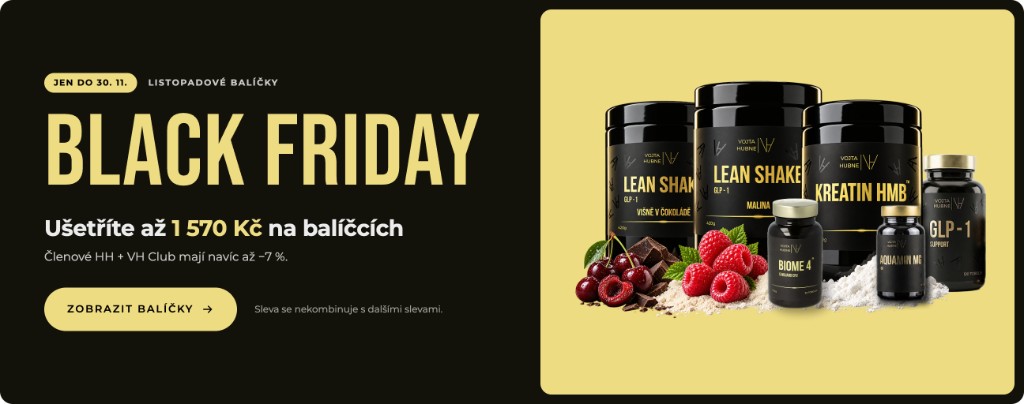 JEN DO 30. 11.
LISTOPADOVÉ BALÍČKY
BLACK FRIDAY
Ušetříte až 1 570 Kč na balíčcích
Členové HH + VH Club mají navíc až −7 %.
ZOBRAZIT BALÍČKY →
Sleva se nekombinuje s dalšími slevami.
VOJTA
HUBNE
LEAN SHAK
GLP - 1
VIŠNĚ V ČOKOLÁDĚ
VOJTA
HUBNE
LEAN SHAKE
GLP - 1
MALINA
VOJTA
HUBNE
KREATIN HMB
BIOME 4
AQUAMIN MG
VOJTA
HUBNE
GLP - 1
SUPPORT